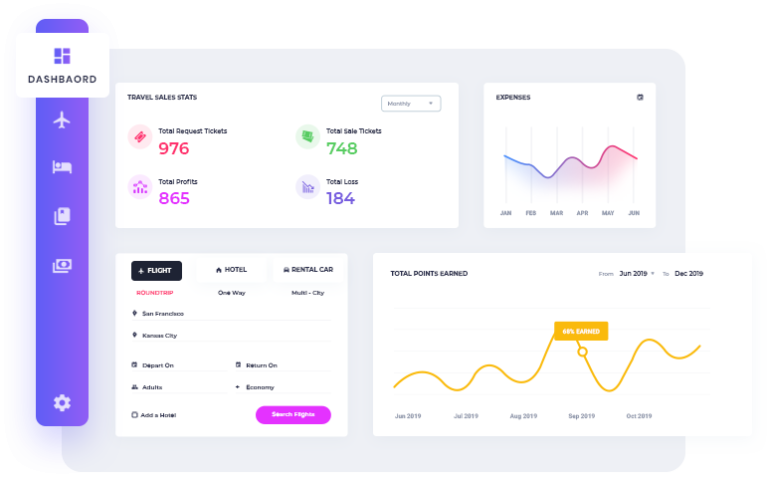 DASHBAORD
TRAVEL SALES STATS
Monthly
Total Request Tickets
976
Total Sale Tickets
748
Total Profits
865
Total Loss
184
EXPENSES
JAN FEB MAR APR MAY JUN
FLIGHT HOTEL RENTAL CAR
ROUNDTRIP One Way Multi - City
San Francisco
Kansas City
Depart On Return On
Adults Economy
Add a Hotel Search Flights
TOTAL POINTS EARNED
From Jun 2019 To Dec 2019
68% EARNED
Jun 2019 Jul 2019 Aug 2019 Sep 2019 Oct 2019